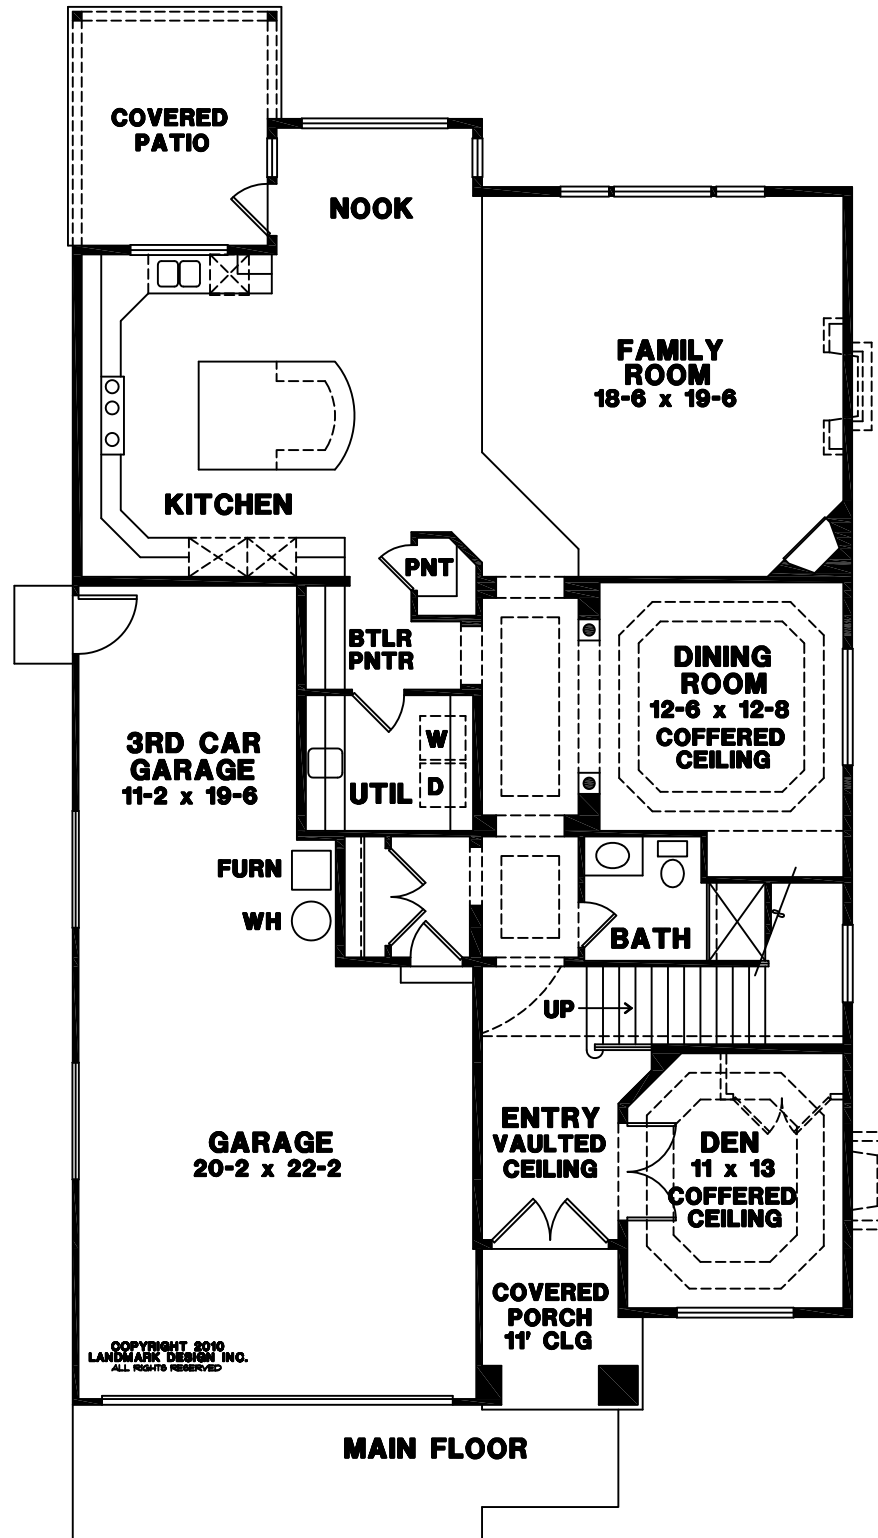 COVERED
PATIO
NOOK
FAMILY
ROOM
18-6 x 19-6
KITCHEN
PNT
BTLR
PNTR
DINING
ROOM
12-6 x 12-8
COFFERED
CEILING
3RD CAR
GARAGE
11-2 x 19-6
W
D
UTIL
FURN
WH
BATH
UP
ENTRY
VAULTED
CEILING
DEN
11 x 13
COFFERED
CEILING
GARAGE
20-2 x 22-2
COVERED
PORCH
11' CLG
COPYRIGHT 2010
LANDMARK DESIGN INC.
ALL RIGHTS RESERVED
MAIN FLOOR